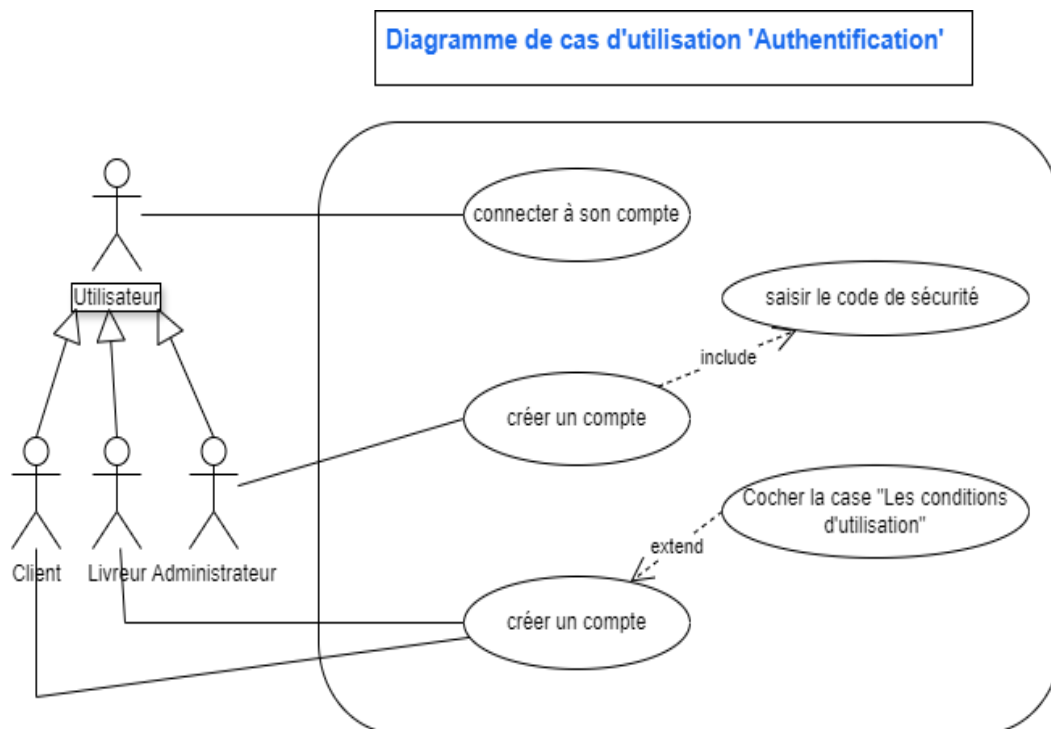 Diagramme de cas d'utilisation 'Authentification'
connecter à son compte
Utilisateur
saisir le code de sécurité
include
créer un compte
Cocher la case "Les conditions
d'utilisation"
extend
Client
Livreur
Administrateur
créer un compte